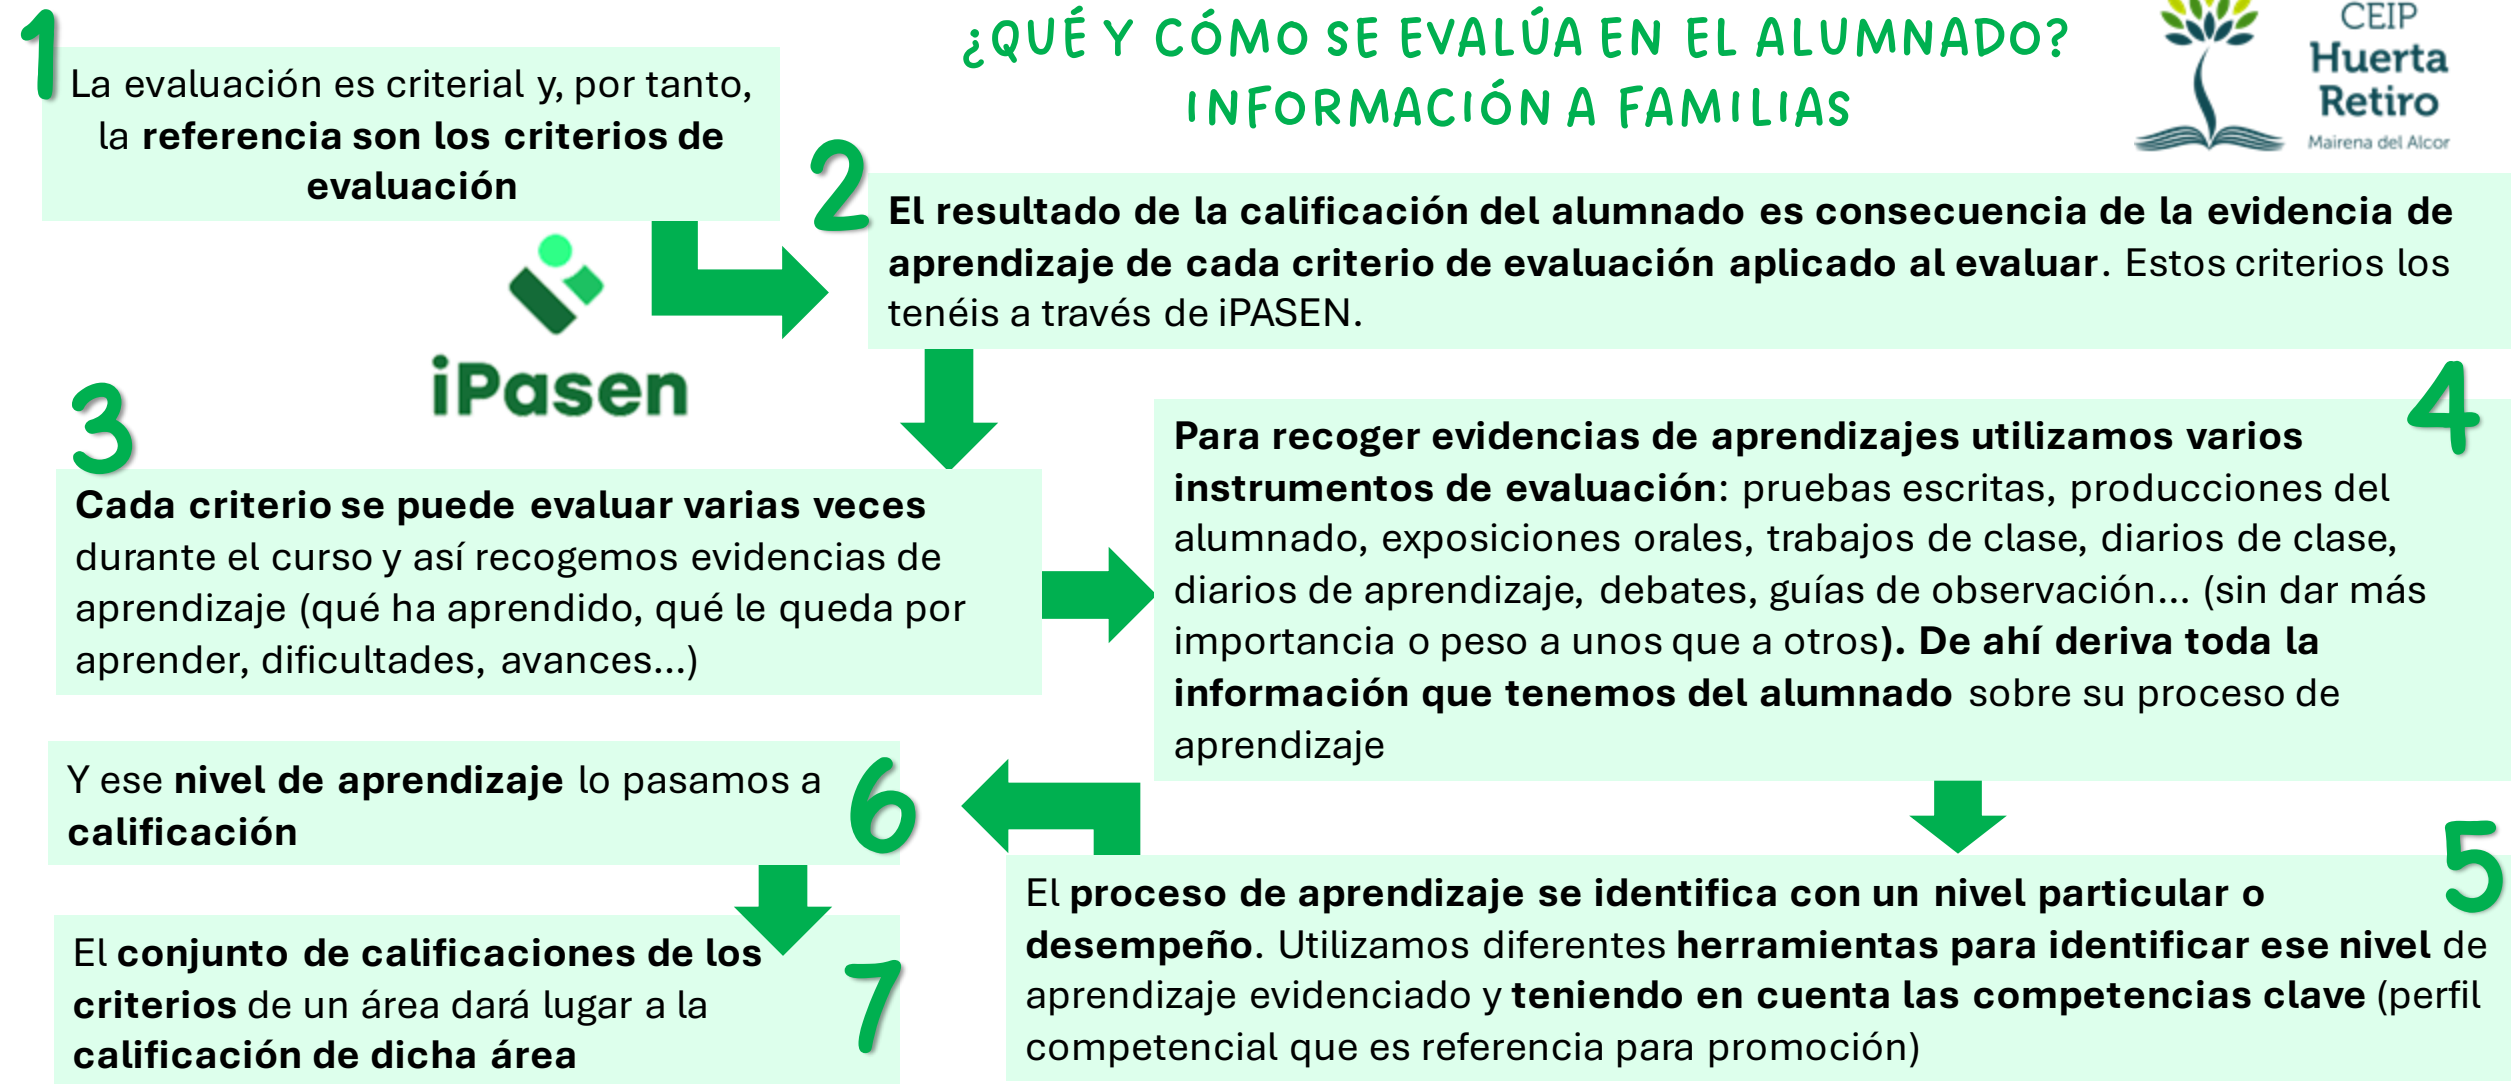 ¿QUÉ Y CÓMO SE EVALÚA EN EL ALUMNADO?
INFORMACIÓN A FAMILIAS
CEIP
Huerta
Retiro
Mairena del Alcor
1
La evaluación es criterial y, por tanto,
la referencia son los criterios de
evaluación
2
El resultado de la calificación del alumnado es consecuencia de la evidencia de
aprendizaje de cada criterio de evaluación aplicado al evaluar. Estos criterios los
tenéis a través de iPASEN.
iPasen
3
Cada criterio se puede evaluar varias veces
durante el curso y así recogemos evidencias de
aprendizaje (qué ha aprendido, qué le queda por
aprender, dificultades, avances...)
4
Para recoger evidencias de aprendizajes utilizamos varios
instrumentos de evaluación: pruebas escritas, producciones del
alumnado, exposiciones orales, trabajos de clase, diarios de clase,
diarios de aprendizaje, debates, guías de observación... (sin dar más
importancia o peso a unos que a otros). De ahí deriva toda la
información que tenemos del alumnado sobre su proceso de
aprendizaje
5
El proceso de aprendizaje se identifica con un nivel particular o
desempeño. Utilizamos diferentes herramientas para identificar ese nivel de
aprendizaje evidenciado y teniendo en cuenta las competencias clave (perfil
competencial que es referencia para promoción)
6
Y ese nivel de aprendizaje lo pasamos a
calificación
7
El conjunto de calificaciones de los
criterios de un área dará lugar a la
calificación de dicha área